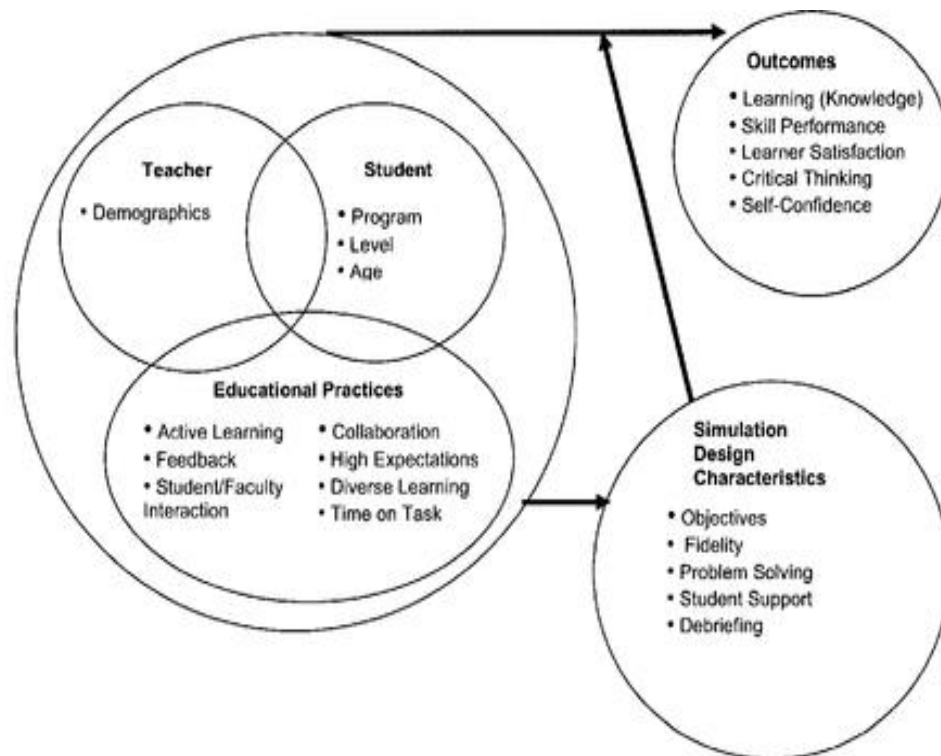 Teacher
• Demographics
Student
• Program
• Level
• Age
Educational Practices
• Active Learning
• Feedback
• Student/Faculty
Interaction
• Collaboration
• High Expectations
• Diverse Learning
• Time on Task
Outcomes
• Learning (Knowledge)
• Skill Performance
• Learner Satisfaction
• Critical Thinking
• Self-Confidence
Simulation
Design
Characteristics
• Objectives
• Fidelity
• Problem Solving
• Student Support
• Debriefing